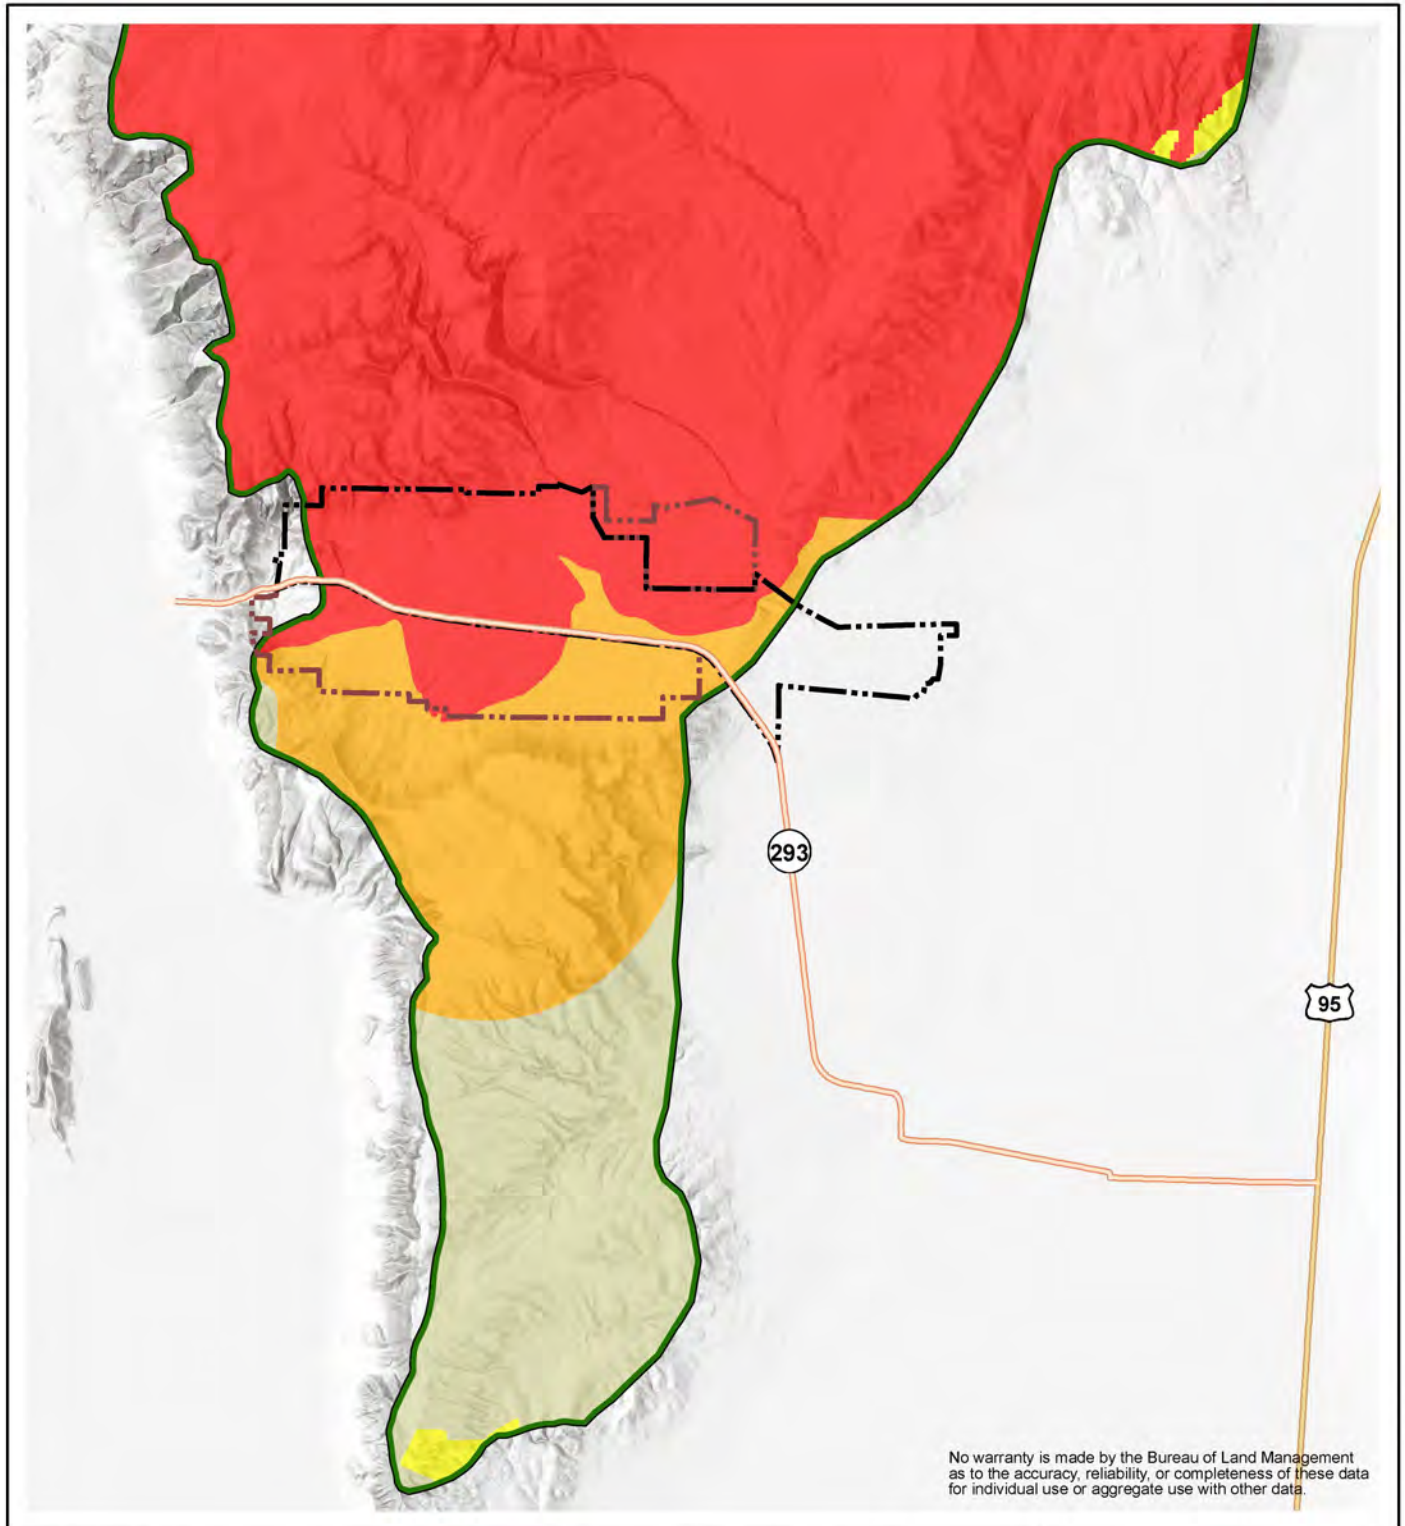 293
95
No warranty is made by the Bureau of Land Management
as to the accuracy, reliability, or completeness of these data
for individual use or aggregate use with other data.